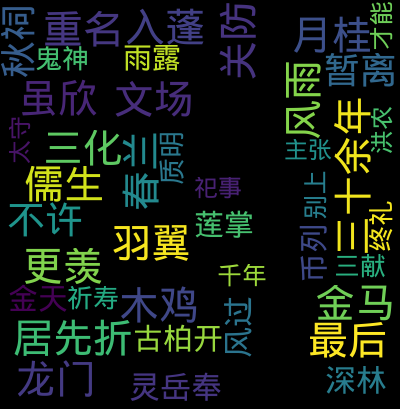 秋祠
重名入蓬
关防
月桂
才能
鬼神
雨露
暂离
虽欣
文场
风雨
三十余年
洪农
太守
三化
春兰
质明
主张
儒生
祀事
别上
不许
莲掌
终礼
羽翼
币列
更羡
千年
三献
金天
祈寿
木鸡
风过
金马
居先折
古柏开
最后
龙门
灵岳奉
深林